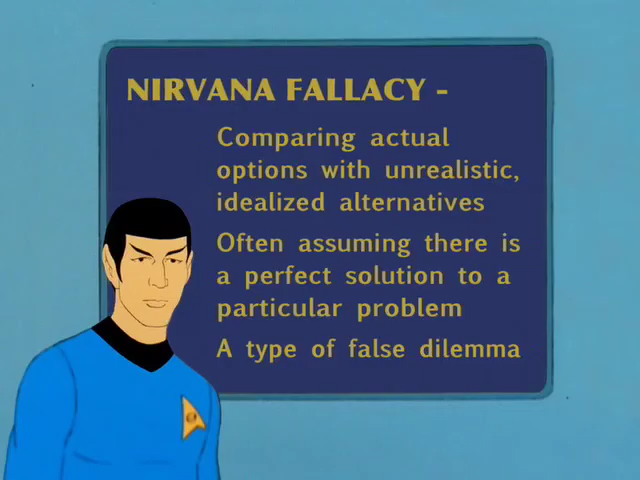 NIRVANA FALLACY -
Comparing actual
options with unrealistic,
idealized alternatives
Often assuming there is
a perfect solution to a
particular problem
A type of false dilemma